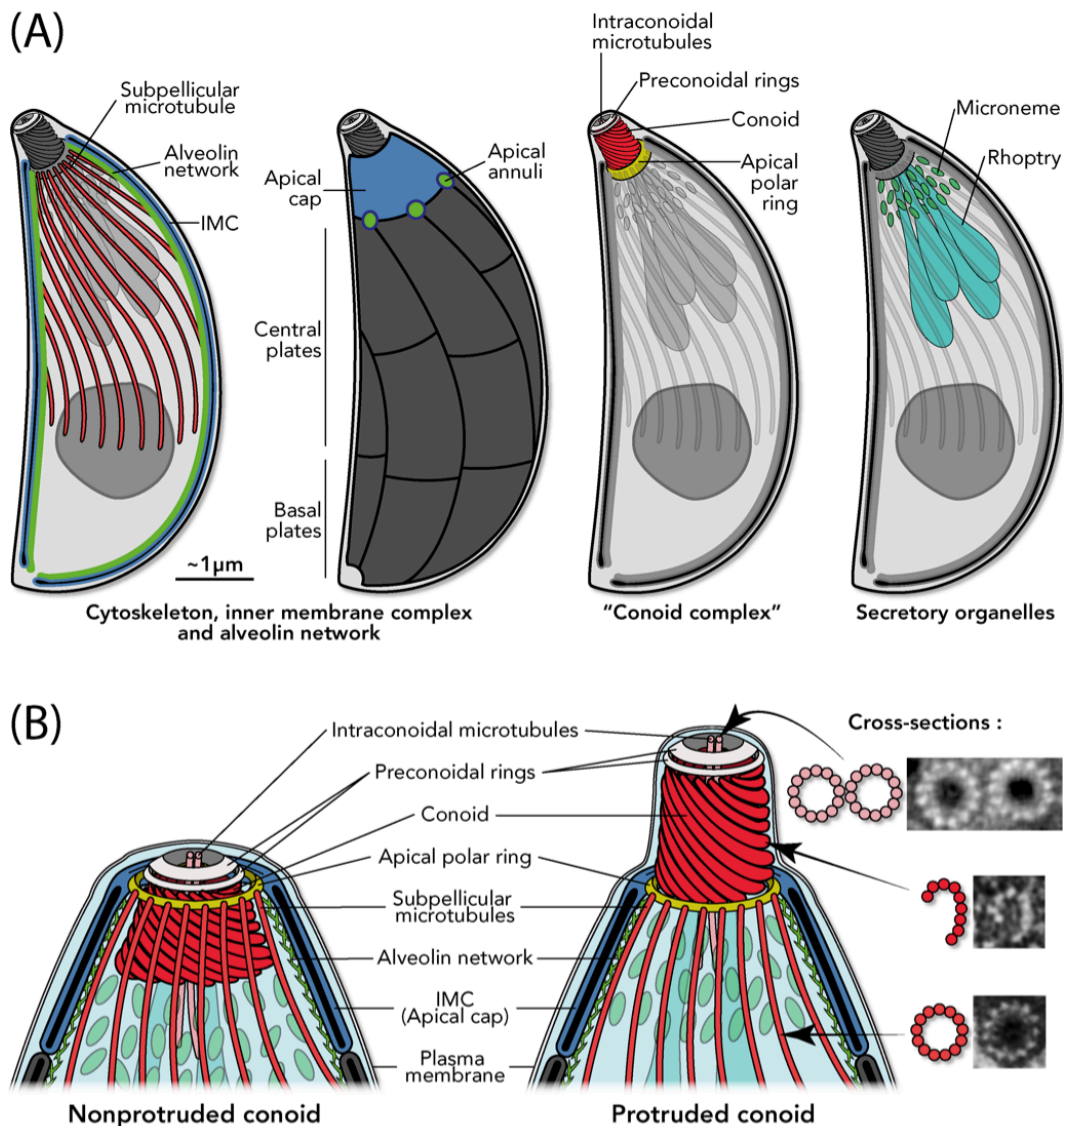 (A)
Subpellicular
microtubule
Alveolin
network
IMC
Apical
cap
Apical
annuli
Central
plates
Basal
plates
~1µm
Cytoskeleton, inner membrane complex
and alveolin network
Intraconoidal
microtubules
Preconoidal rings
Conoid
Apical
polar
ring
"Conoid complex"
Microneme
Rhoptry
Secretory organelles
(B)
Intraconoidal microtubules
Preconoidal rings
Conoid
Apical polar ring
Subpellicular
microtubules
Alveolin network
IMC
(Apical cap)
Plasma
membrane
Cross-sections :
Nonprotruded conoid
Protruded conoid